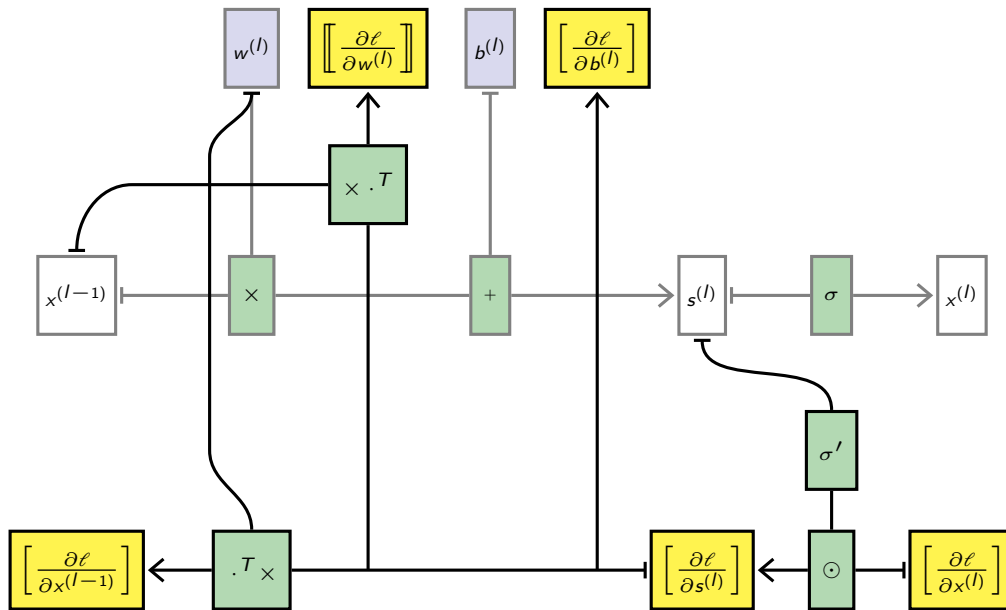 w^(l) [[ ∂ℓ/∂w^(l) ]] b^(l) [ ∂ℓ/∂b^(l) ]
× ·^T
x^(l−1) × + s^(l) σ x^(l)
σ′
[ ∂ℓ/∂x^(l−1) ] ·^T × [ ∂ℓ/∂s^(l) ] ⊙ [ ∂ℓ/∂x^(l) ]